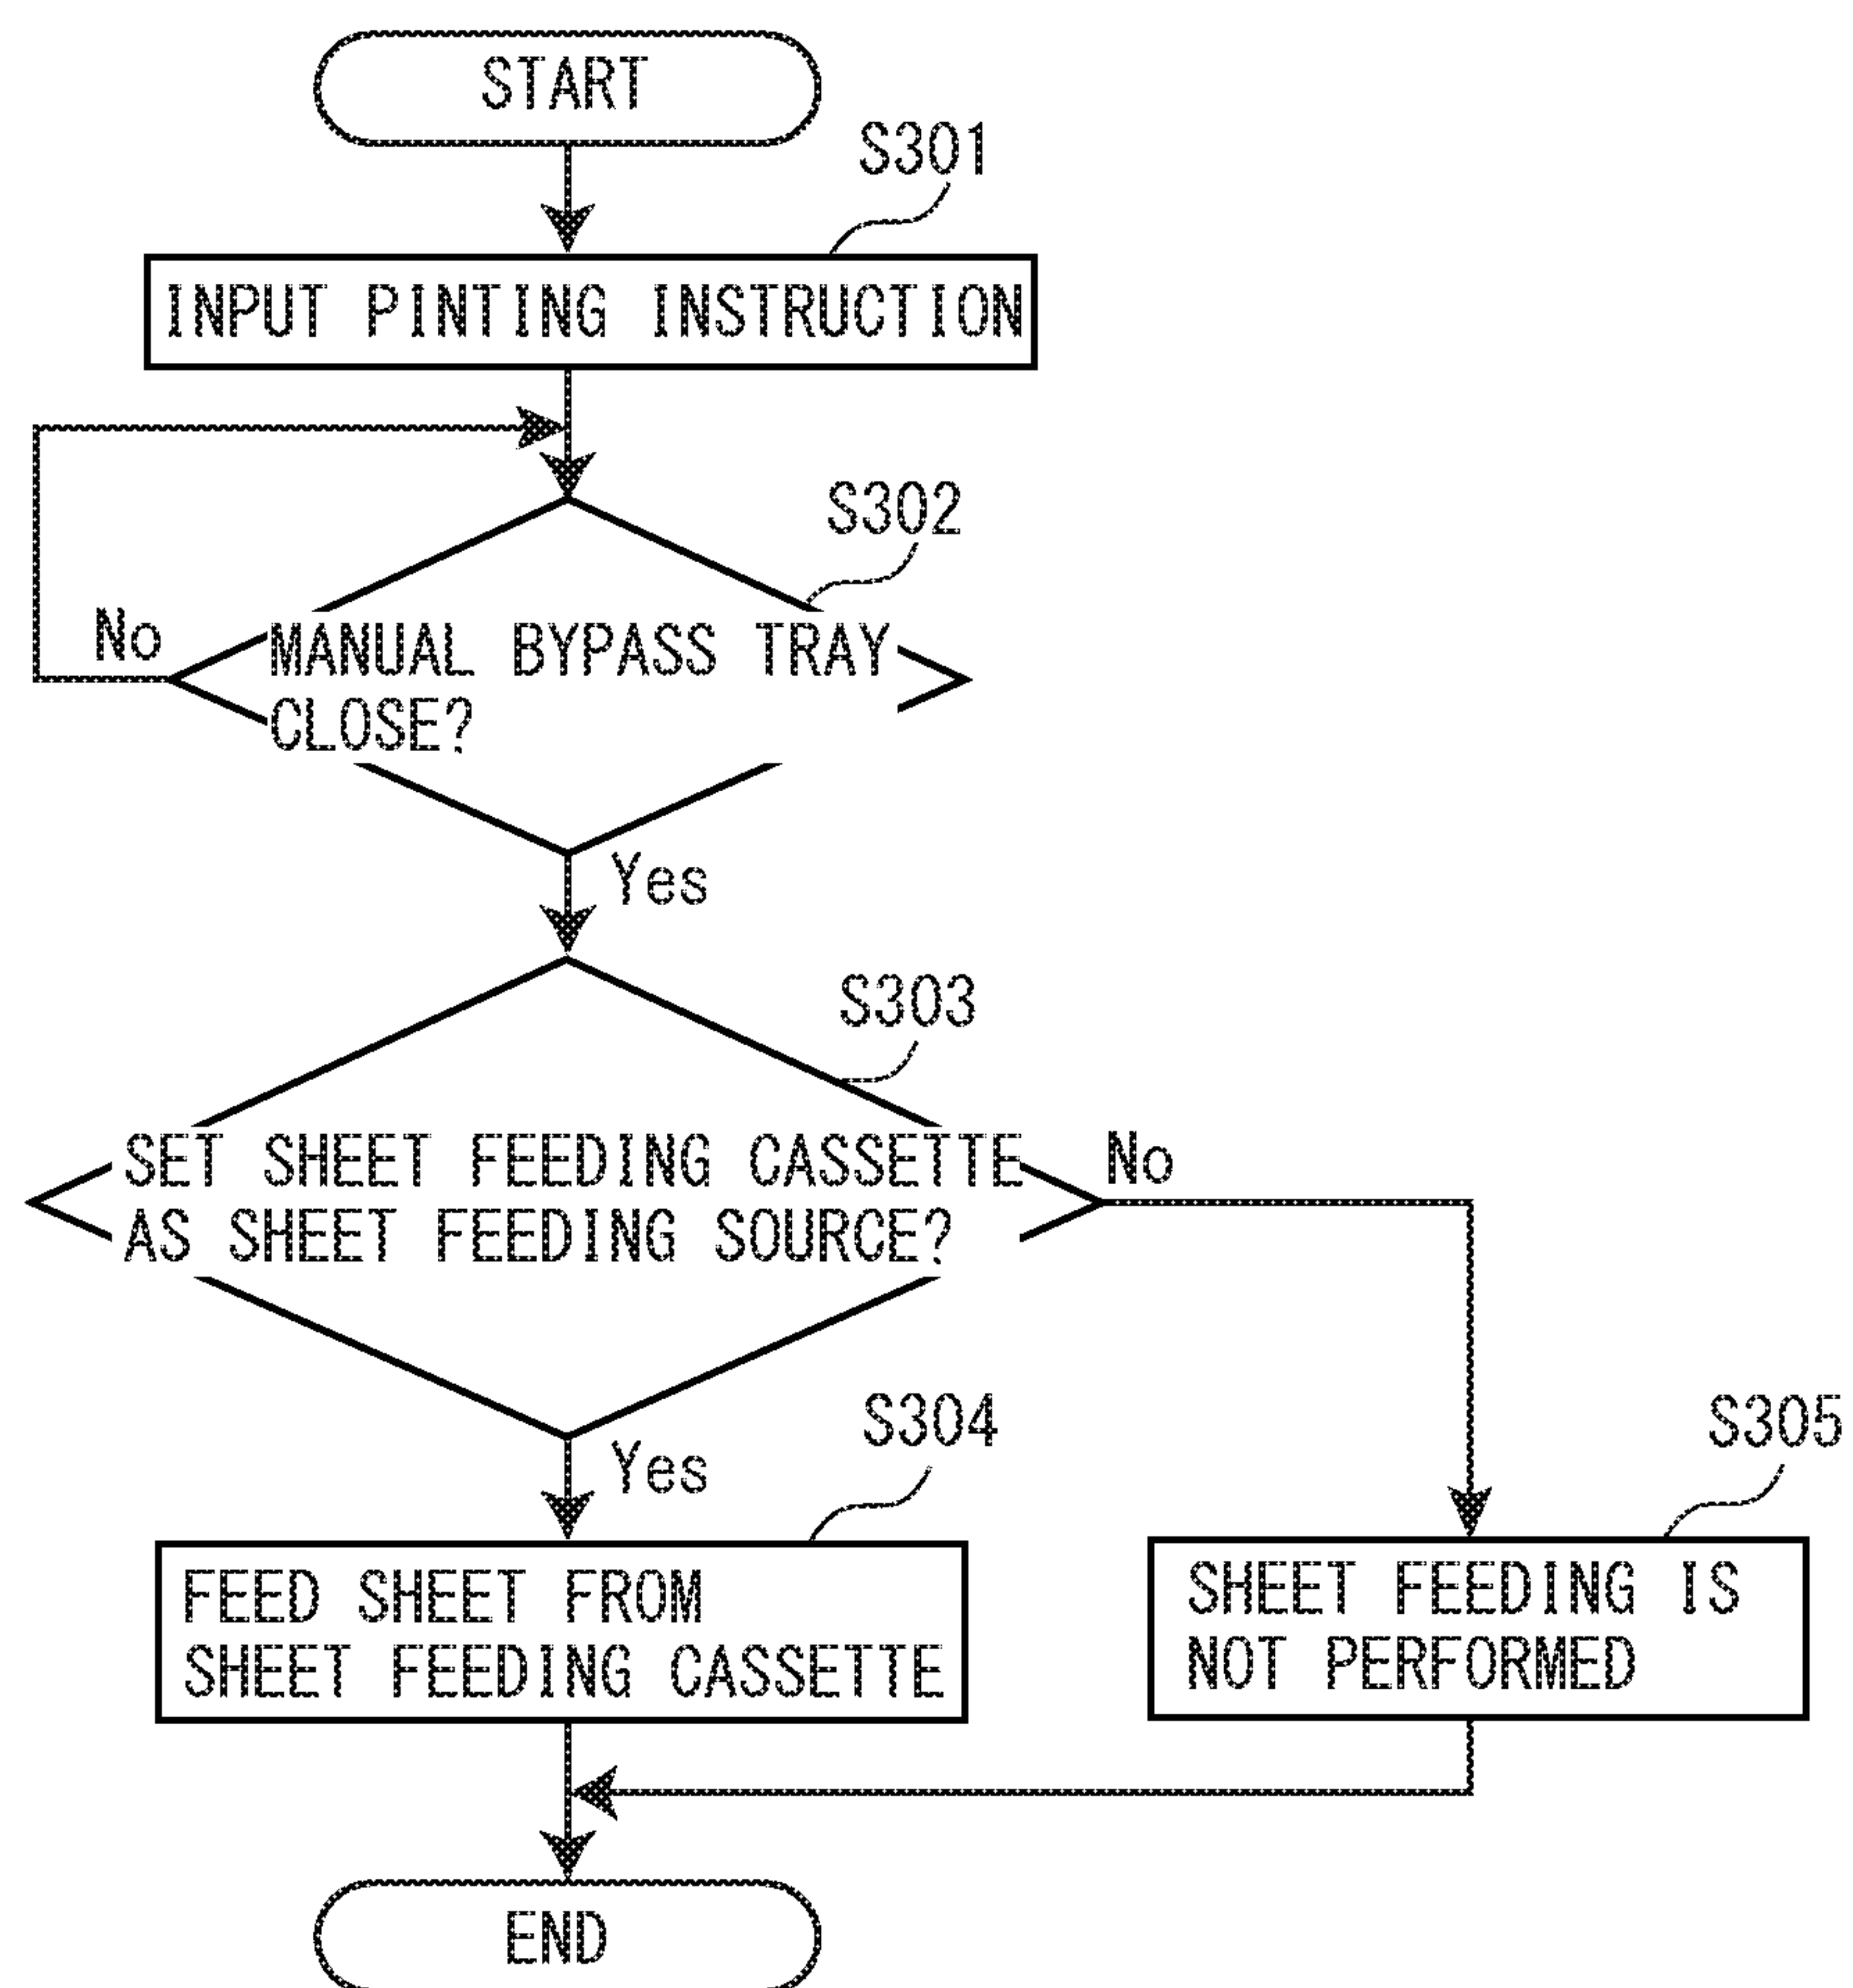 START
S301
INPUT PINTING INSTRUCTION
S302
No
MANUAL BYPASS TRAY
CLOSE?
Yes
S303
SET SHEET FEEDING CASSETTE
AS SHEET FEEDING SOURCE?
No
Yes
S304
S305
FEED SHEET FROM
SHEET FEEDING CASSETTE
SHEET FEEDING IS
NOT PERFORMED
END